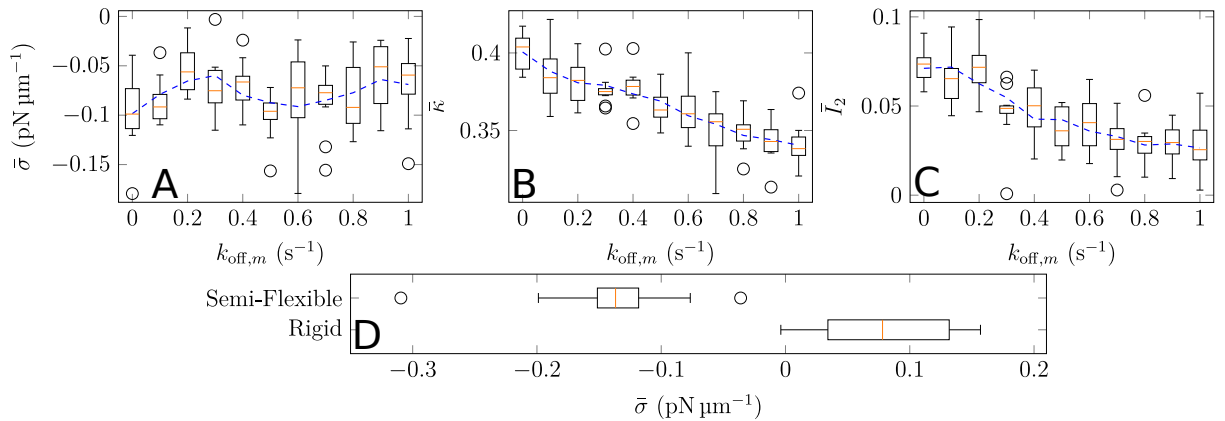 0
−0.05
−0.1
−0.15
σ̄ (pN μm⁻¹)
A
0 0.2 0.4 0.6 0.8 1
k_off,m (s⁻¹)
0.4
0.35
κ̄
B
0 0.2 0.4 0.6 0.8 1
k_off,m (s⁻¹)
0.1
0.05
0
Ī₂
C
0 0.2 0.4 0.6 0.8 1
k_off,m (s⁻¹)
Semi-Flexible
Rigid
D
−0.3 −0.2 −0.1 0 0.1 0.2
σ̄ (pN μm⁻¹)